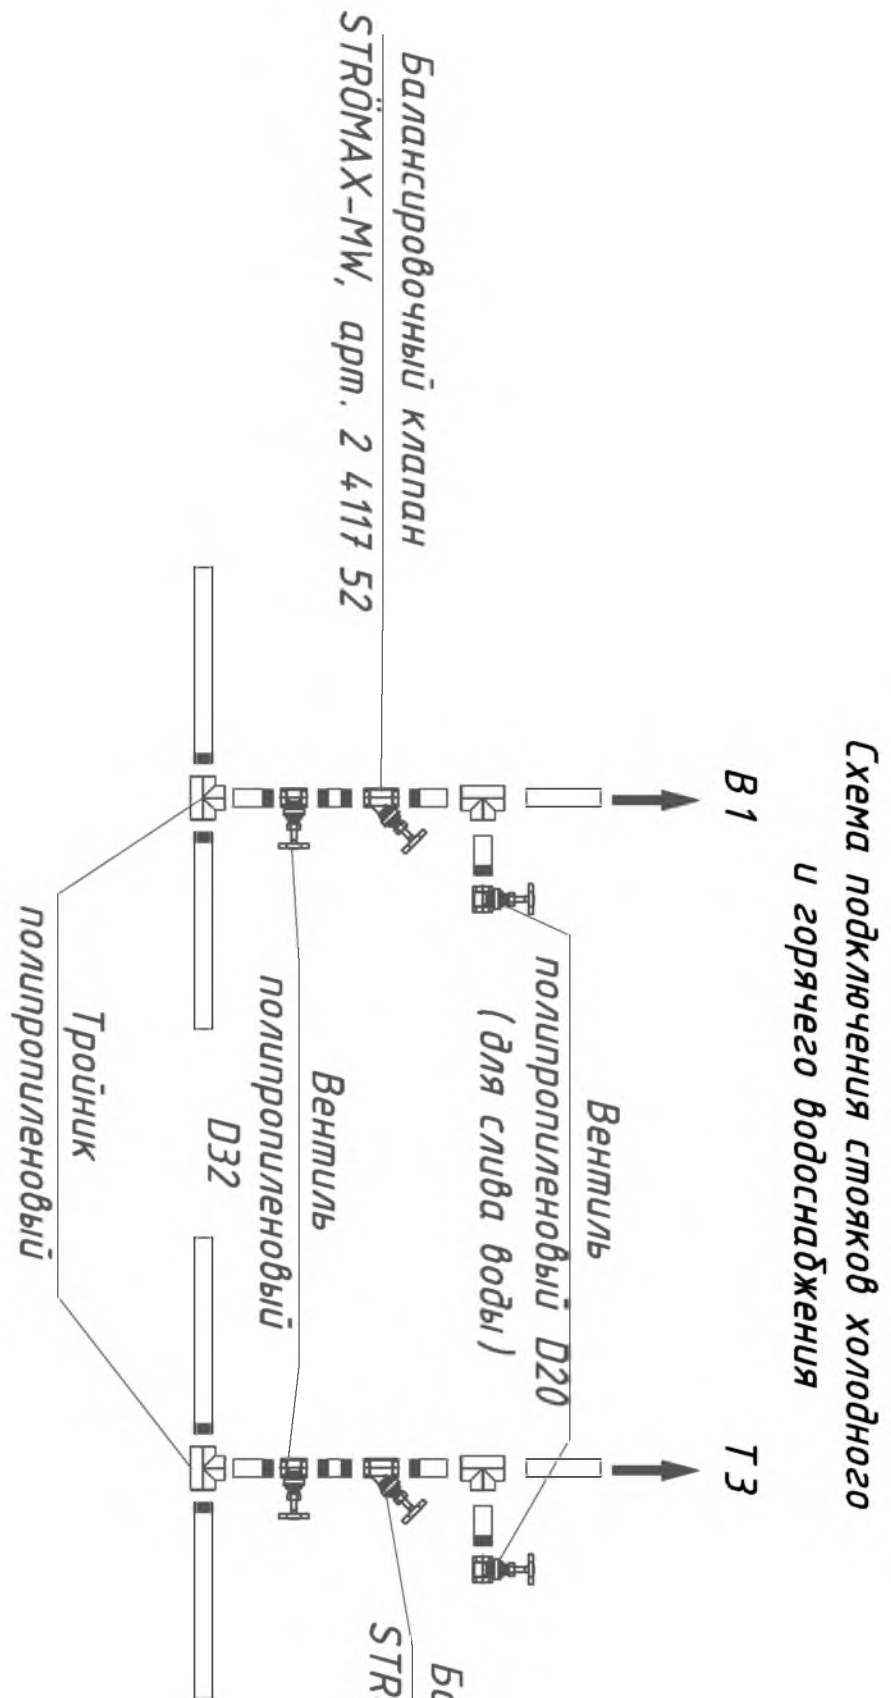 Схема подключения стояков холодного
и горячего водоснабжения
В1
Т3
Вентиль
полипропиленовый D20
(для слива воды)
Балансировочный клапан
STRÖMAX-MW, арт. 2 4117 52
Ба
STR
Вентиль
полипропиленовый
D32
Тройник
полипропиленовый